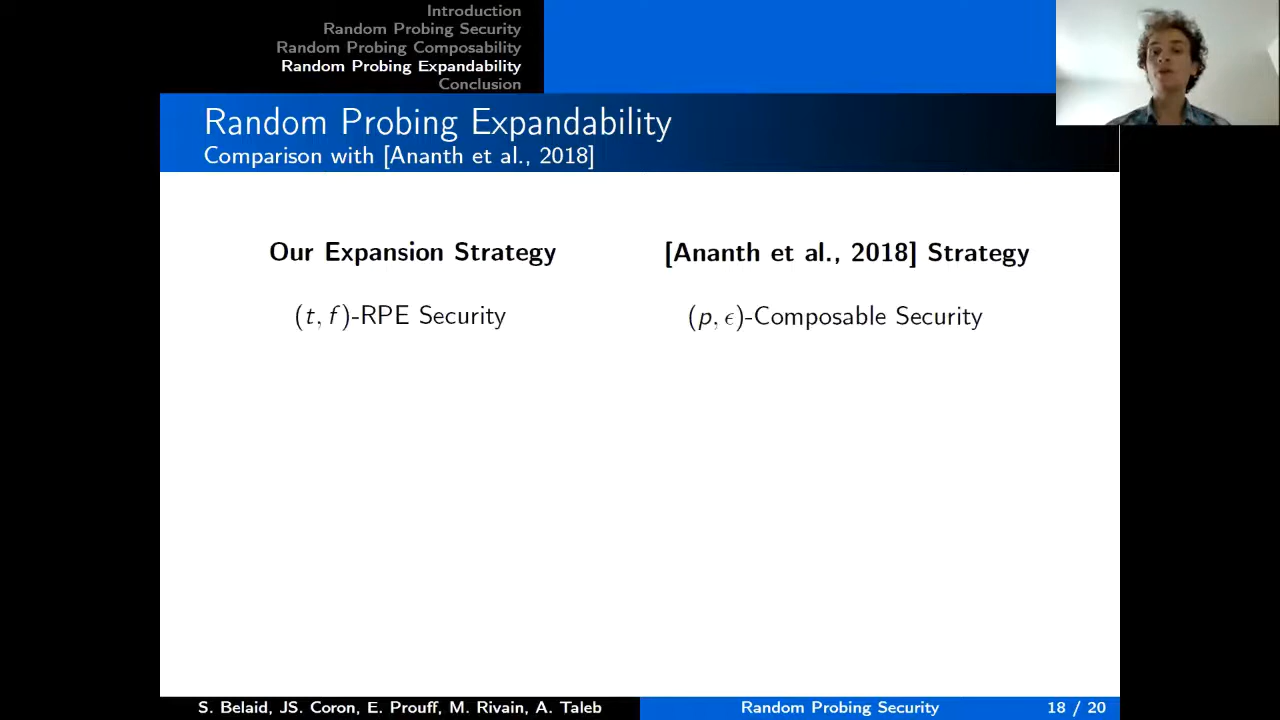 Introduction
Random Probing Security
Random Probing Composability
Random Probing Expandability
Conclusion
Random Probing Expandability
Comparison with [Ananth et al., 2018]
Our Expansion Strategy
[Ananth et al., 2018] Strategy
(t, f)-RPE Security
(p, ϵ)-Composable Security
S. Belaid, JS. Coron, E. Prouff, M. Rivain, A. Taleb
Random Probing Security
18 / 20